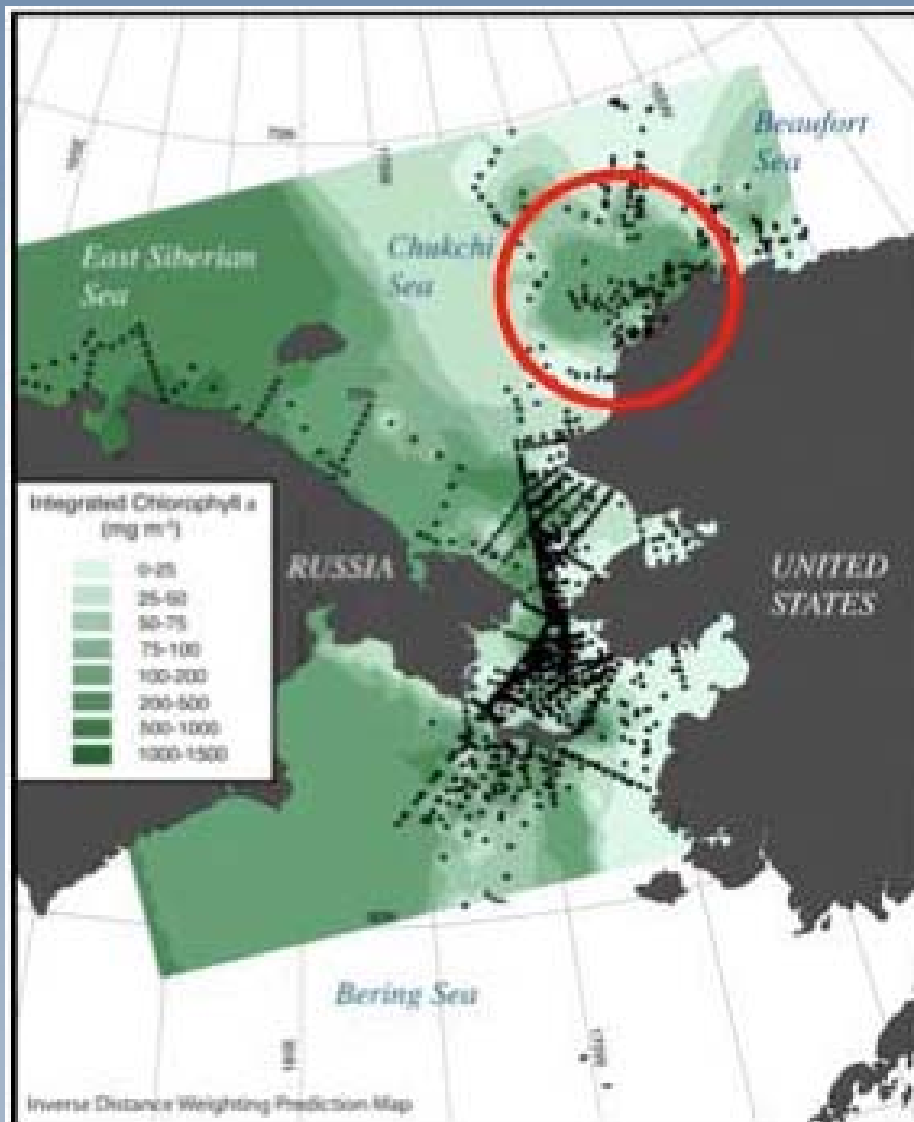 Beaufort
Sea
Chukchi
Sea
East Siberian
Sea
Integrated Chlorophyll a
(mg m⁻²)
0-25
25-50
50-75
75-100
100-200
200-500
500-1000
1000-1500
RUSSIA
UNITED
STATES
Bering Sea
Inverse Distance Weighting Prediction Map